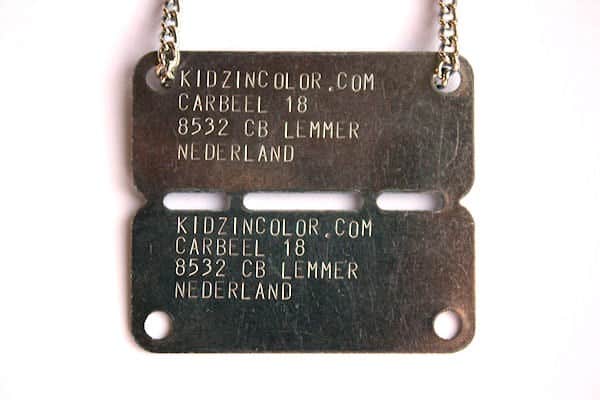 KIDZINCOLOR.COM
CARBEEL 18
8532 CB LEMMER
NEDERLAND
KIDZINCOLOR.COM
CARBEEL 18
8532 CB LEMMER
NEDERLAND